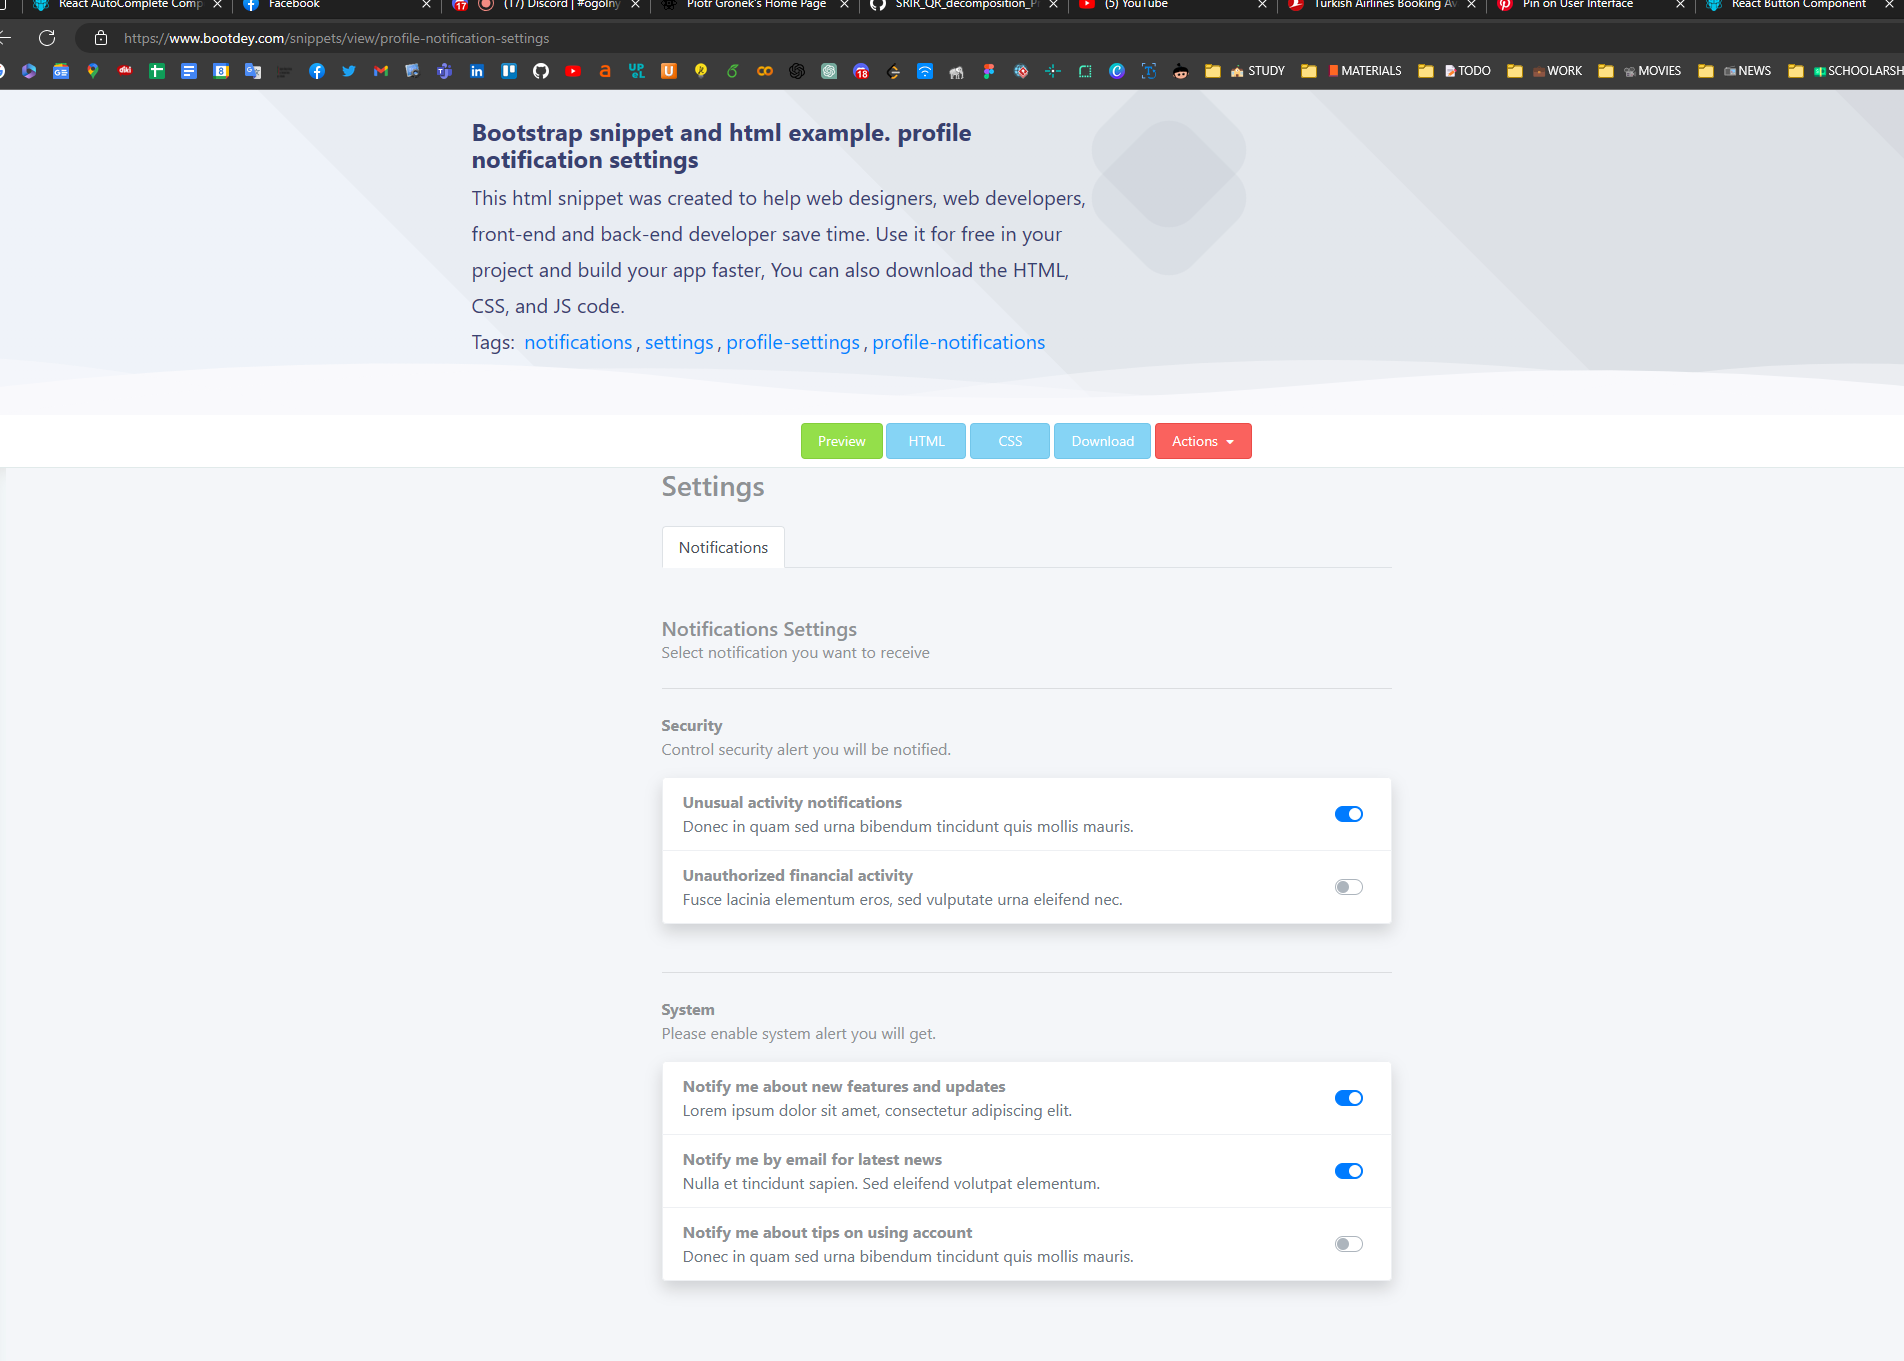 React AutoComplete Comp
Facebook
(17) Discord | #ogólny
Piotr Gronek's Home Page
SRIR_QR_decomposition_P
(5) YouTube
Turkish Airlines Booking Av
Pin on User Interface
React Button Component
https://www.bootdey.com/snippets/view/profile-notification-settings
STUDY
MATERIALS
TODO
WORK
MOVIES
NEWS
SCHOOLARSH
Bootstrap snippet and html example. profile
notification settings
This html snippet was created to help web designers, web developers,
front-end and back-end developer save time. Use it for free in your
project and build your app faster, You can also download the HTML,
CSS, and JS code.
Tags: notifications , settings , profile-settings , profile-notifications
Preview HTML CSS Download Actions
Settings
Notifications
Notifications Settings
Select notification you want to receive
Security
Control security alert you will be notified.
Unusual activity notifications
Donec in quam sed urna bibendum tincidunt quis mollis mauris.
Unauthorized financial activity
Fusce lacinia elementum eros, sed vulputate urna eleifend nec.
System
Please enable system alert you will get.
Notify me about new features and updates
Lorem ipsum dolor sit amet, consectetur adipiscing elit.
Notify me by email for latest news
Nulla et tincidunt sapien. Sed eleifend volutpat elementum.
Notify me about tips on using account
Donec in quam sed urna bibendum tincidunt quis mollis mauris.